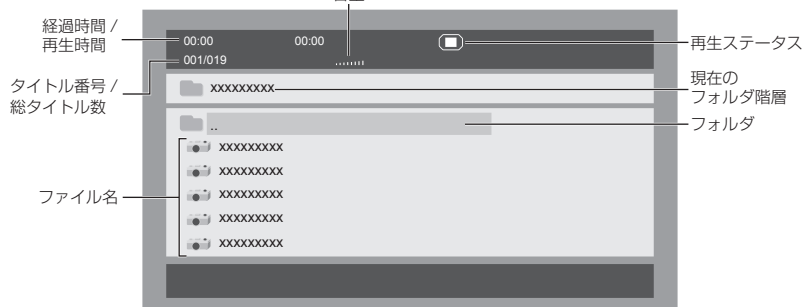 経過時間 /
再生時間
00:00 00:00
再生ステータス
001/019
タイトル番号 /
総タイトル数
xxxxxxxxx
現在の
フォルダ階層
..
フォルダ
ファイル名
xxxxxxxxx
xxxxxxxxx
xxxxxxxxx
xxxxxxxxx
xxxxxxxxx